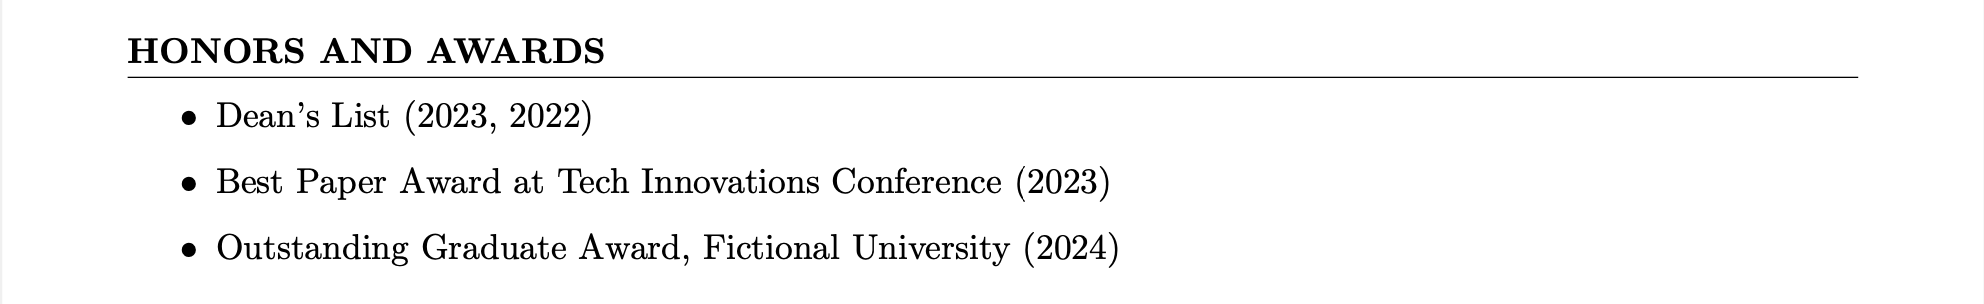 HONORS AND AWARDS
• Dean’s List (2023, 2022)
• Best Paper Award at Tech Innovations Conference (2023)
• Outstanding Graduate Award, Fictional University (2024)